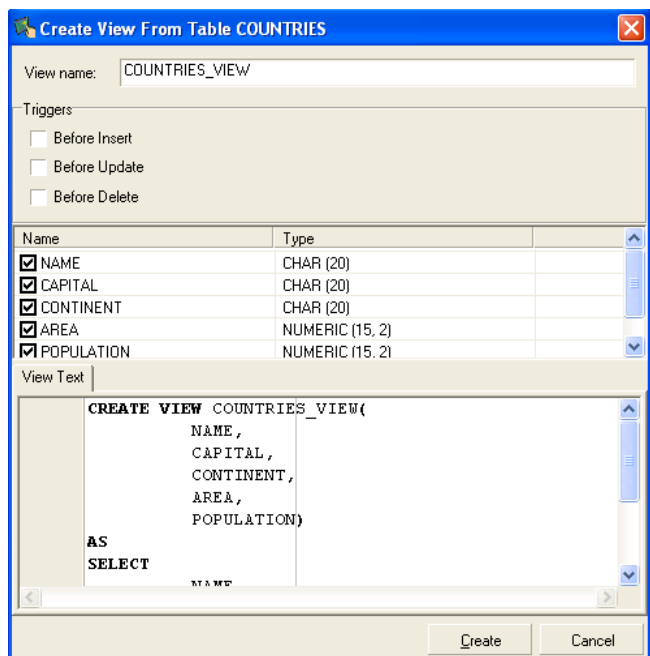 Create View From Table COUNTRIES
View name: COUNTRIES_VIEW
Triggers
Before Insert
Before Update
Before Delete
Name Type
NAME CHAR (20)
CAPITAL CHAR (20)
CONTINENT CHAR (20)
AREA NUMERIC (15, 2)
POPULATION NUMERIC (15, 2)
View Text
CREATE VIEW COUNTRIES_VIEW(
NAME,
CAPITAL,
CONTINENT,
AREA,
POPULATION)
AS
SELECT
NAME
Create Cancel